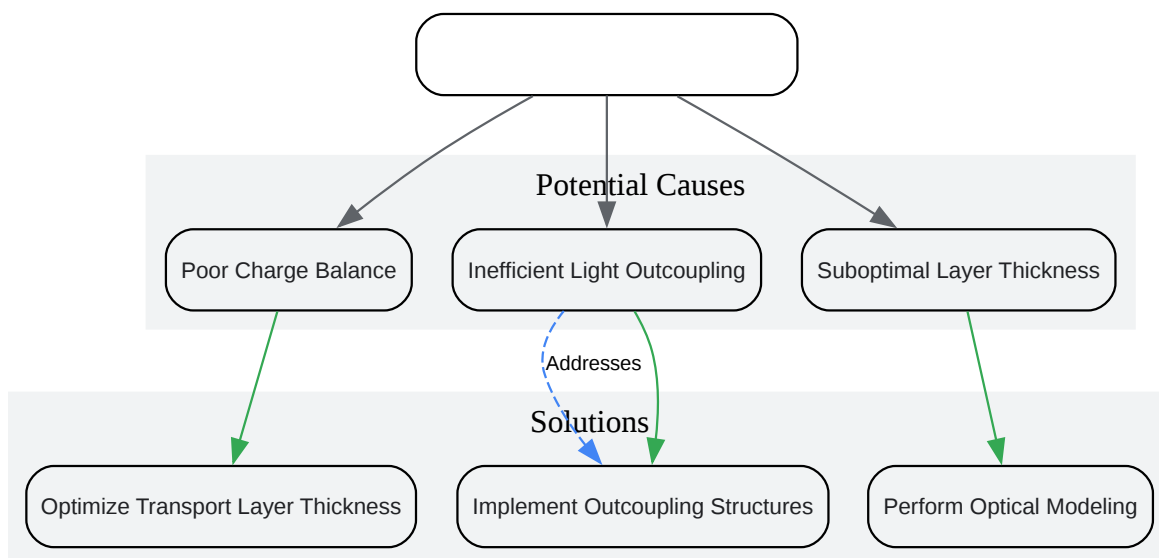 Potential Causes
Poor Charge Balance
Inefficient Light Outcoupling
Suboptimal Layer Thickness
Addresses
Solutions
Optimize Transport Layer Thickness
Implement Outcoupling Structures
Perform Optical Modeling